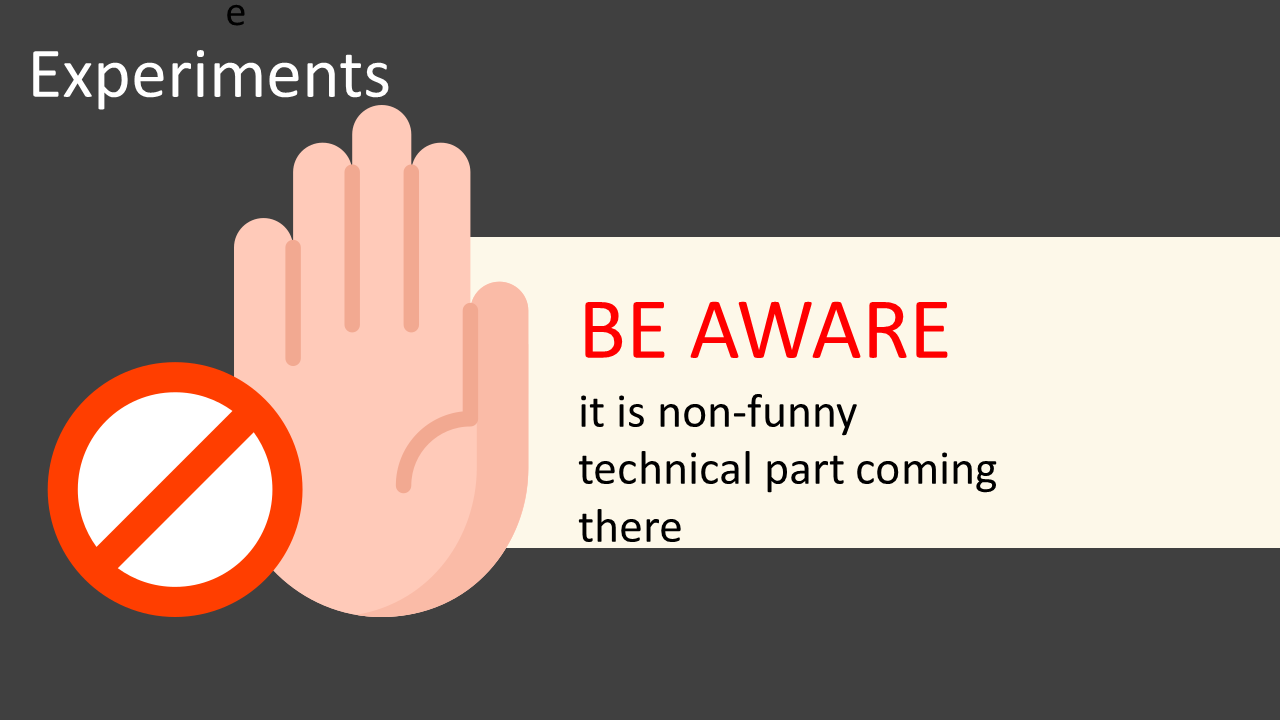 e
Experiments
BE AWARE
it is non-funny
technical part coming
there